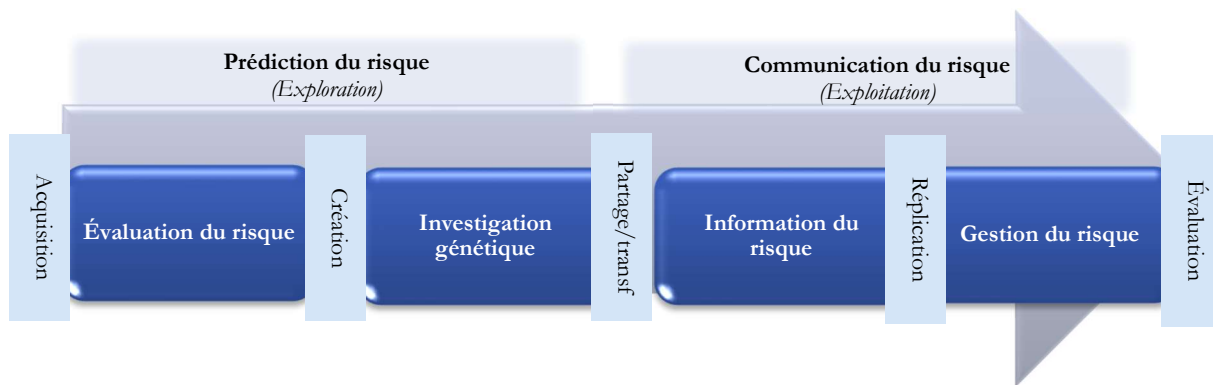 Prédiction du risque
(Exploration)
Communication du risque
(Exploitation)
Acquisition
Évaluation du risque
Création
Investigation
génétique
Partage/transf
Information du
risque
Réplication
Gestion du risque
Évaluation